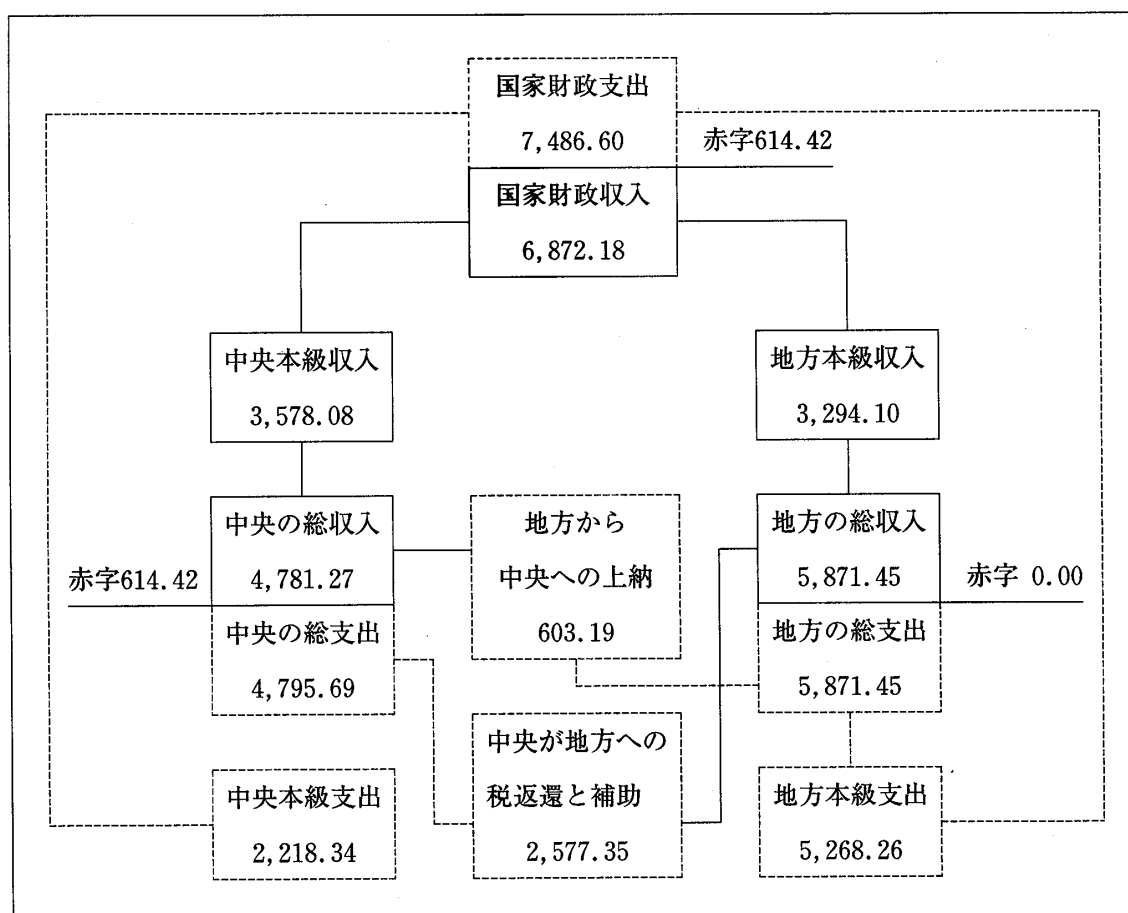 国家財政支出
7,486.60 赤字614.42
国家財政収入
6,872.18
中央本級収入
3,578.08
地方本級収入
3,294.10
中央の総収入
赤字614.42 4,781.27
中央の総支出
4,795.69
地方から
中央への上納
603.19
地方の総収入
5,871.45 赤字 0.00
地方の総支出
5,871.45
中央本級支出
2,218.34
中央が地方への
税返還と補助
2,577.35
地方本級支出
5,268.26